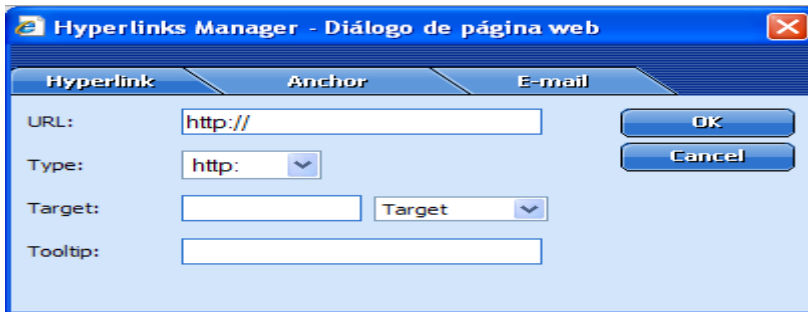 Hyperlinks Manager - Diálogo de página web
Hyperlink Anchor E-mail
URL: http:// OK
Type: http: Cancel
Target: Target
Tooltip: